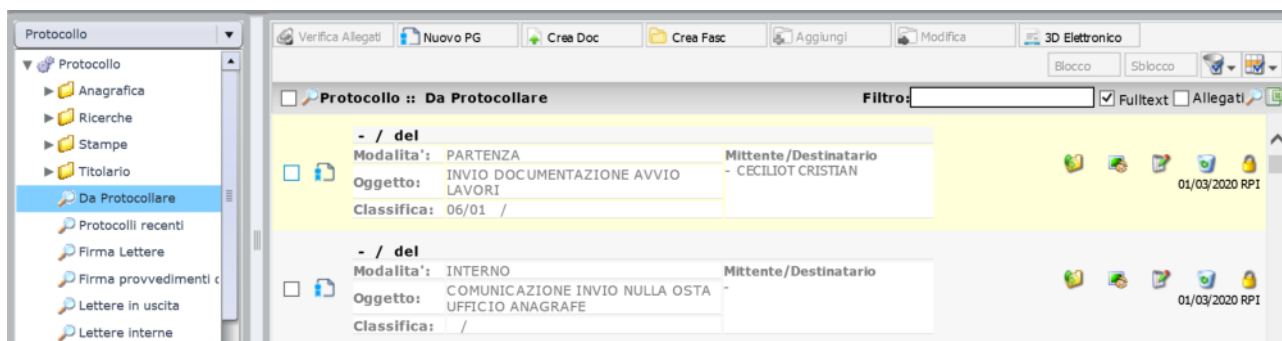 Protocollo
Verifica Allegati Nuovo PG Crea Doc Crea Fasc Aggiungi Modifica 3D Elettronico
Blocco Sblocco
Protocollo
Anagrafica
Ricerche
Stampe
Titolario
Da Protocollare
Protocolli recenti
Firma Lettere
Firma provvedimenti
Lettere in uscita
Lettere interne
Protocollo :: Da Protocollare Filtro: Fulltext Allegati
- / del
Modalita': PARTENZA
Oggetto: INVIO DOCUMENTAZIONE AVVIO
LAVORI
Classifica: 06/01 /
Mittente/Destinatario
- CECILIOT CRISTIAN
01/03/2020 RPI
- / del
Modalita': INTERNO
Oggetto: COMUNICAZIONE INVIO NULLA OSTA
UFFICIO ANAGRAFE
Classifica: /
Mittente/Destinatario
-
01/03/2020 RPI